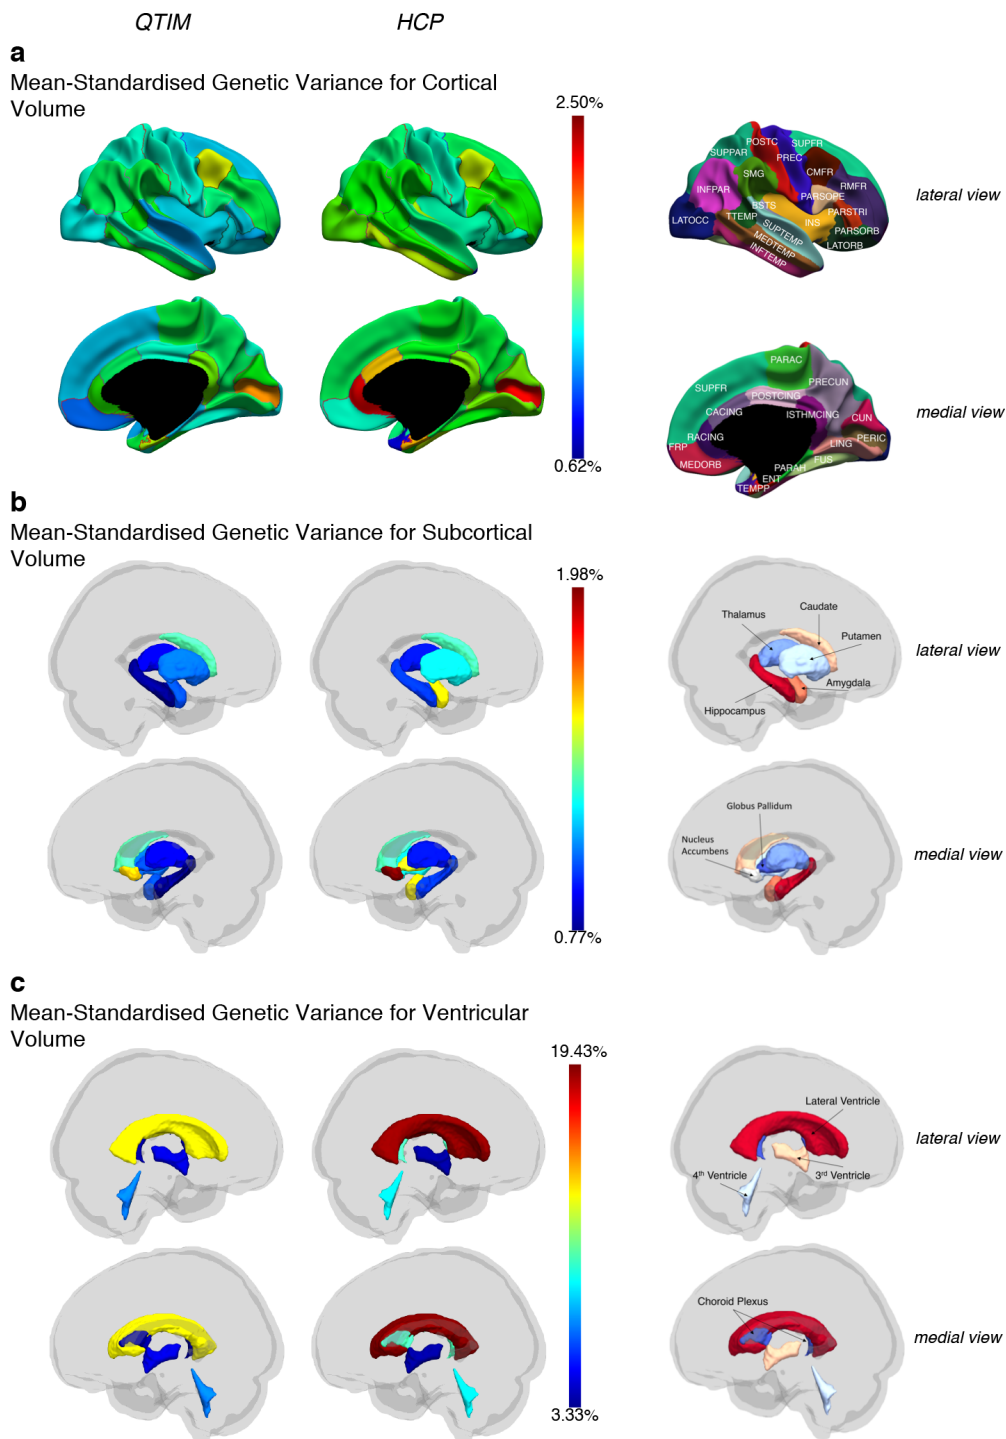 QTIM
HCP
a
Mean-Standardised Genetic Variance for Cortical
Volume
2.50%
0.62%
SUPPAR
POSTC
SUPFR
PREC
SMG
CMFR
INFPAR
RMFR
PARSOPE
BSTS
PARSTRI
LATOCC
TTEMP
SUPTEMP
INS
PARSORB
MEDTEMP
LATORB
INFTEMP
lateral view
PARAC
SUPFR
PRECUN
POSTCING
CACING
ISTHMCING
CUN
RACING
LING
PERIC
FRP
FUS
MEDORB
PARAH
ENT
TEMPP
medial view
b
Mean-Standardised Genetic Variance for Subcortical
Volume
1.98%
0.77%
Caudate
Thalamus
Putamen
Amygdala
Hippocampus
lateral view
Globus Pallidum
Nucleus
Accumbens
medial view
c
Mean-Standardised Genetic Variance for Ventricular
Volume
19.43%
3.33%
Lateral Ventricle
4th Ventricle
3rd Ventricle
lateral view
Choroid Plexus
medial view